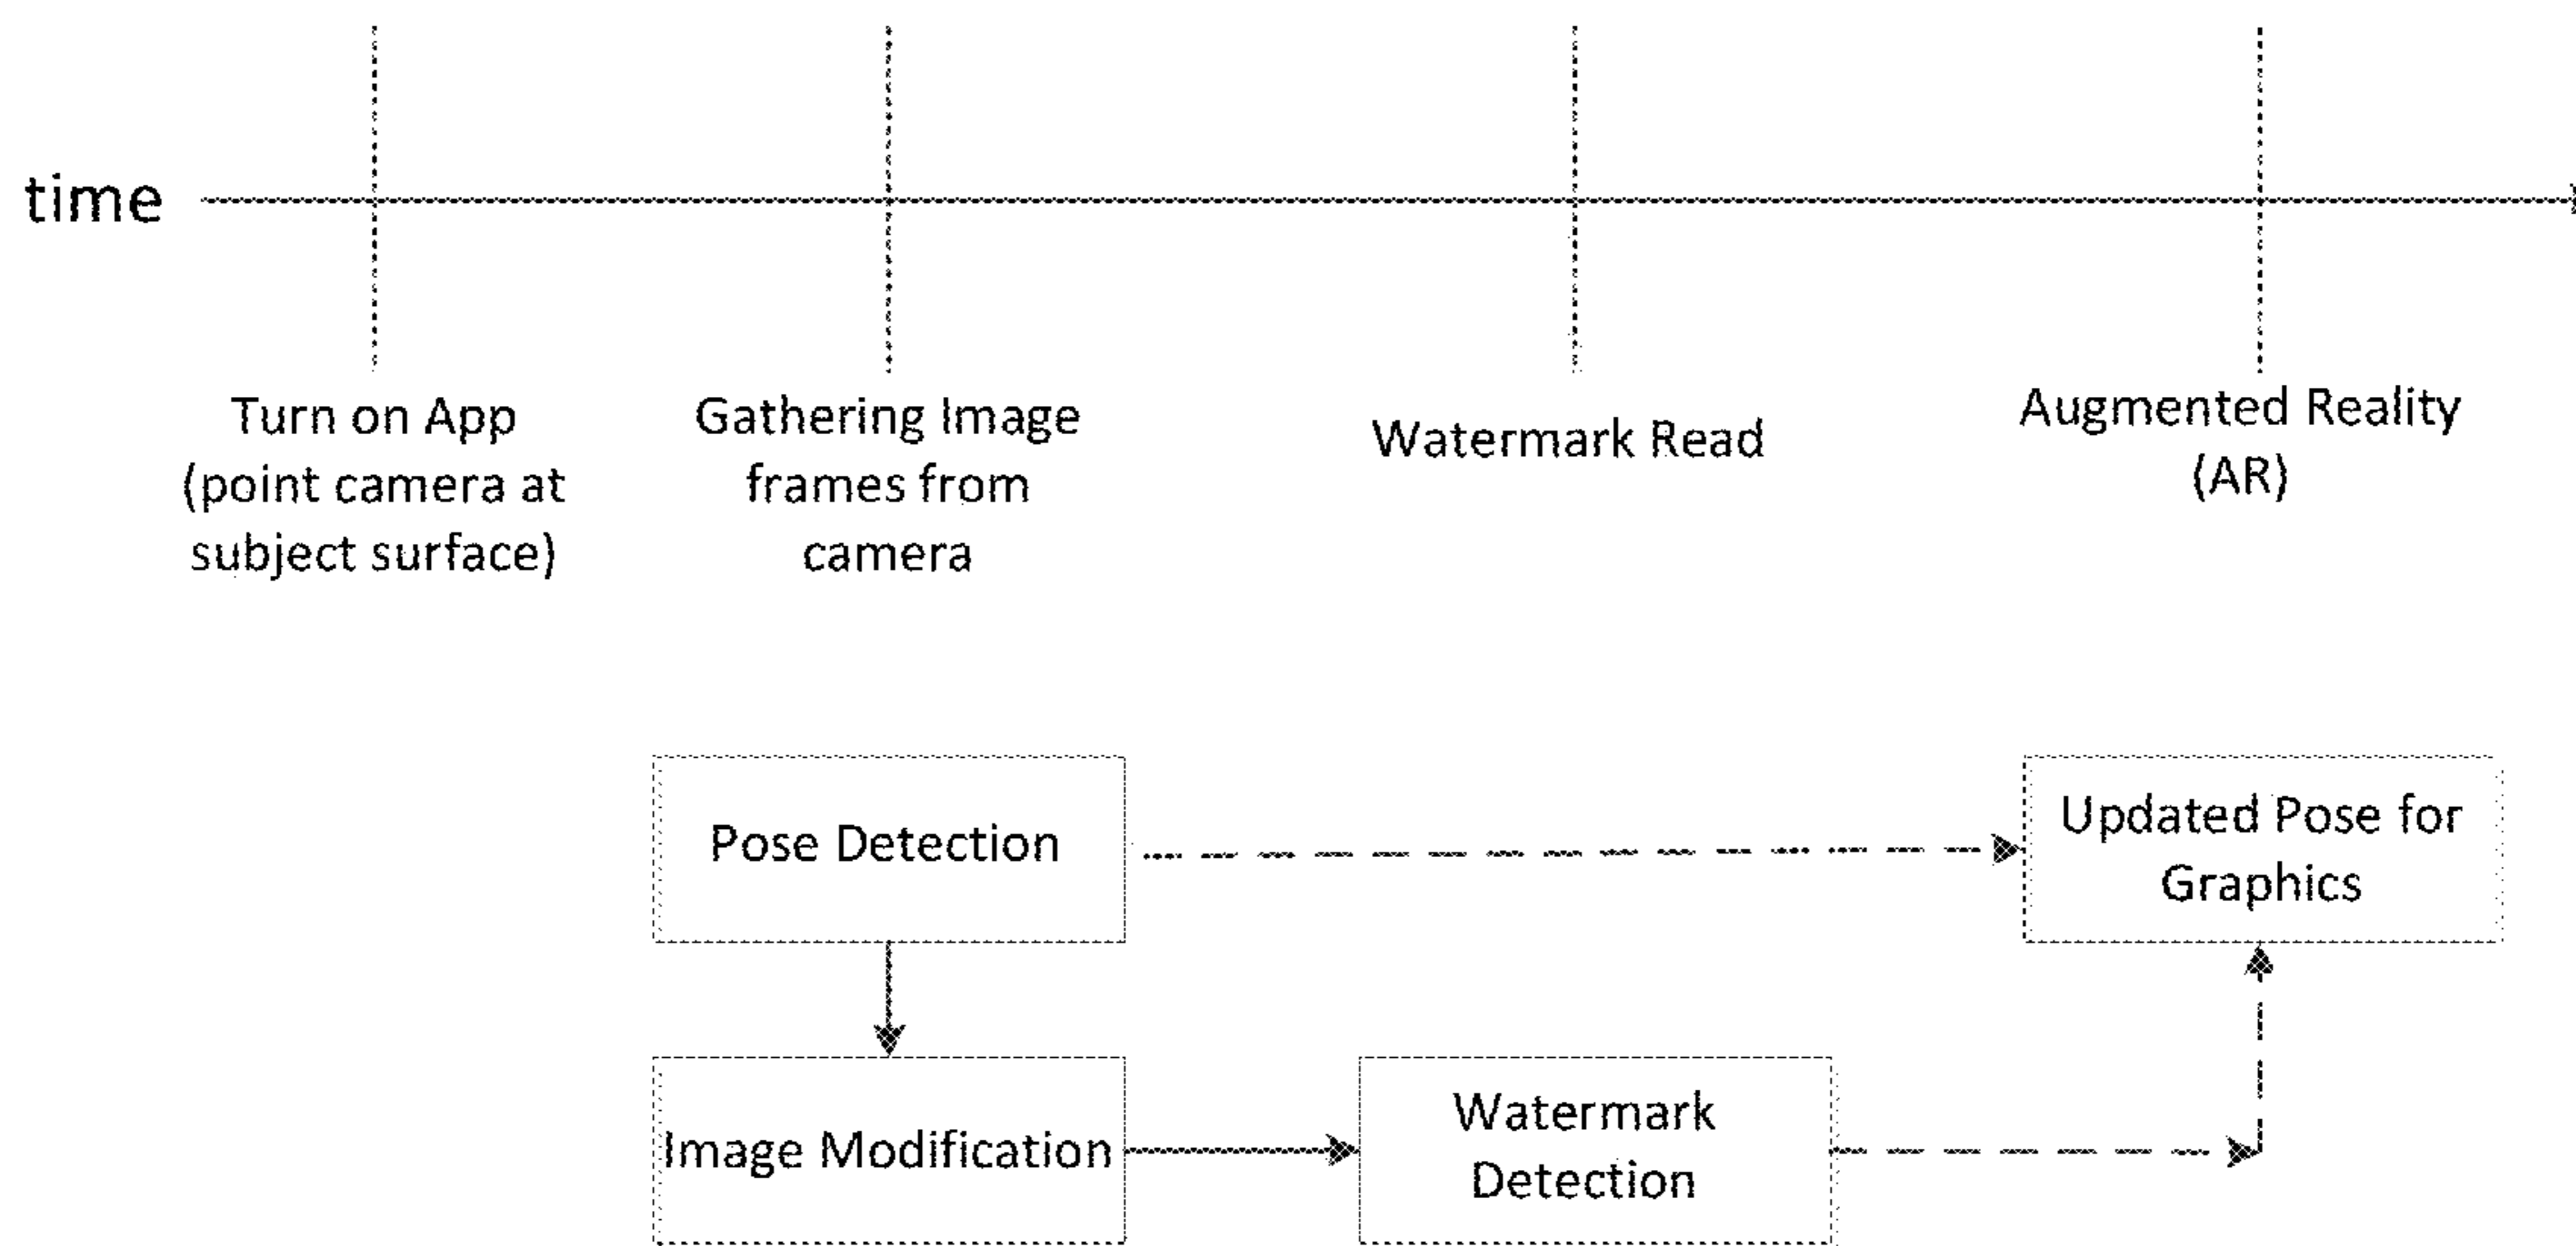 time
Turn on App
(point camera at
subject surface)
Gathering Image
frames from
camera
Watermark Read
Augmented Reality
(AR)
Pose Detection
Updated Pose for
Graphics
Image Modification
Watermark
Detection